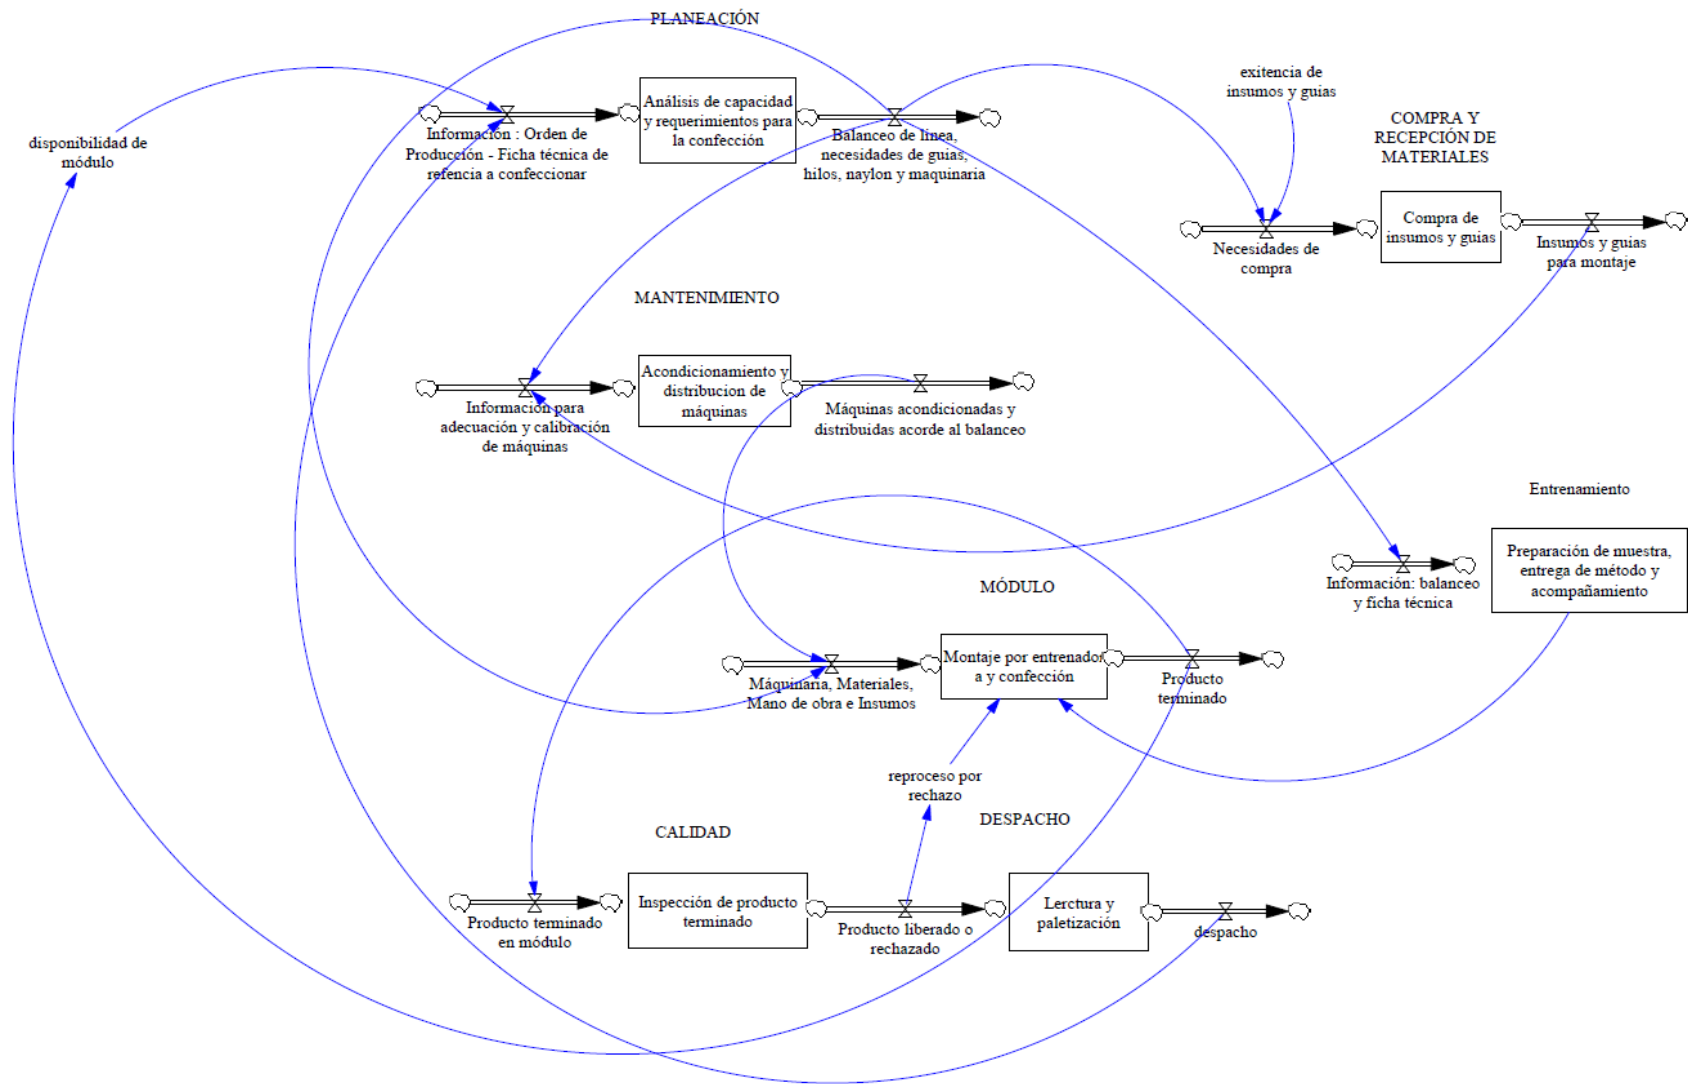 PLANEACIÓN
exitencia de
insumos y guias
Análisis de capacidad
y requerimientos para
la confección
COMPRA Y
RECEPCIÓN DE
MATERIALES
disponibilidad de
módulo
Información : Orden de
Producción - Ficha técnica de
refencia a confeccionar
Balanceo de linea,
necesidades de guias,
hilos, naylon y maquinaria
Compra de
insumos y guias
Necesidades de
compra
Insumos y guias
para montaje
MANTENIMIENTO
Acondicionamiento y
distribucion de
máquinas
Información para
adecuación y calibración
de máquinas
Máquinas acondicionadas y
distribuidas acorde al balanceo
Entrenamiento
Preparación de muestra,
entrega de método y
acompañamiento
Información: balanceo
y ficha técnica
MÓDULO
Montaje por entrenador
a y confección
Máquinaria, Materiales,
Mano de obra e Insumos
Producto
terminado
reproceso por
rechazo
CALIDAD
DESPACHO
Inspección de producto
terminado
Lerctura y
paletización
Producto terminado
en módulo
Producto liberado o
rechazado
despacho